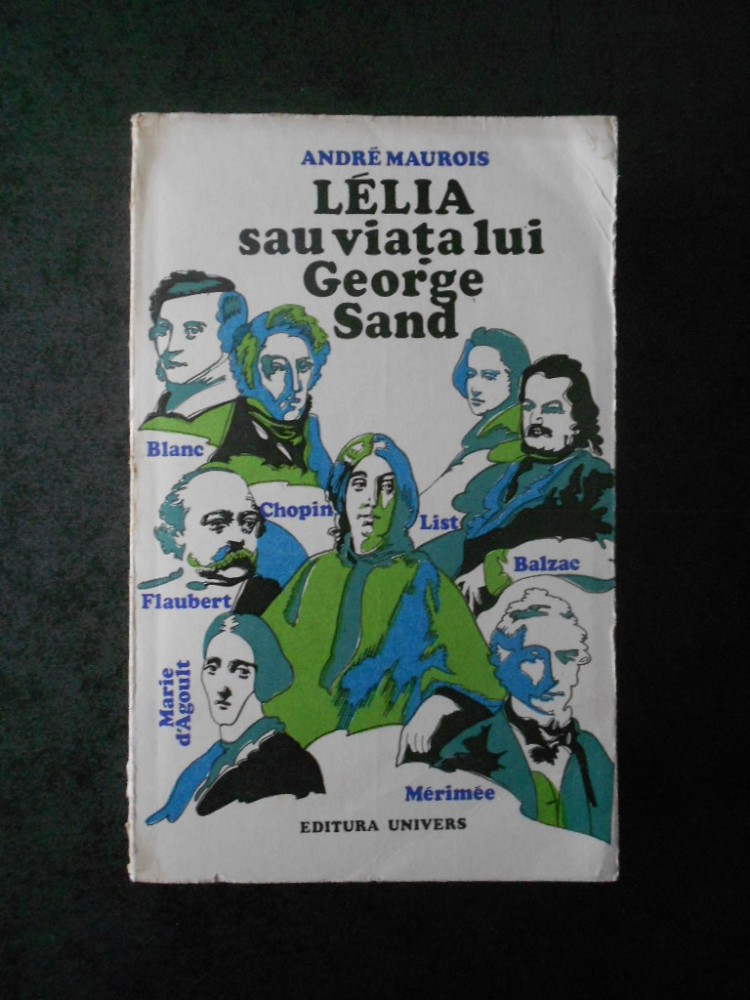 ANDRÉ MAUROIS
LÉLIA
sau viața lui
George
Sand
Blanc
Chopin
List
Balzac
Flaubert
Marie
d'Agoult
Mérimée
EDITURA UNIVERS